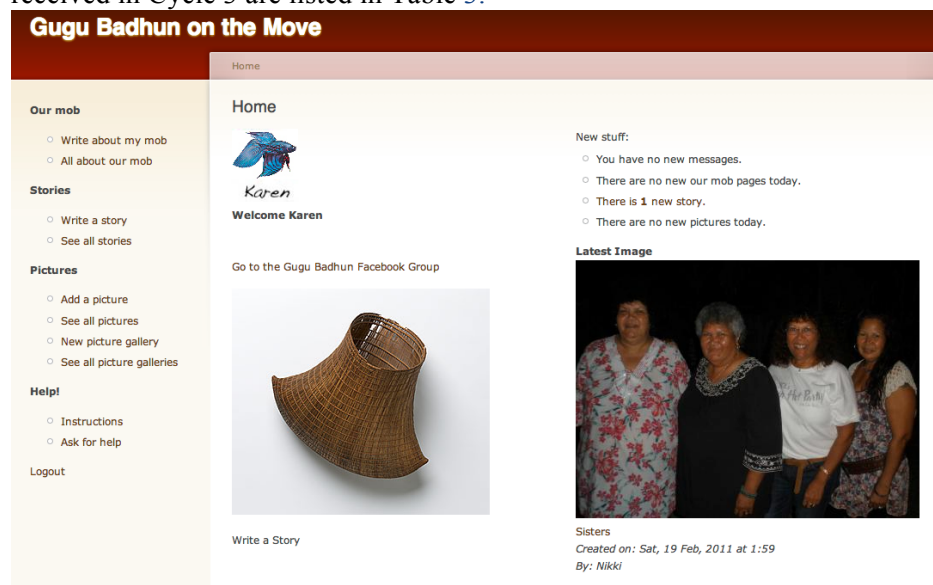 received in Cycle 3 are listed in Table 3.
Gugu Badhun on the Move
Home
Our mob
Write about my mob
All about our mob
Stories
Write a story
See all stories
Pictures
Add a picture
See all pictures
New picture gallery
See all picture galleries
Help!
Instructions
Ask for help
Logout
Home
Karen
Welcome Karen
Go to the Gugu Badhun Facebook Group
Write a Story
New stuff:
You have no new messages.
There are no new our mob pages today.
There is 1 new story.
There are no new pictures today.
Latest Image
Sisters
Created on: Sat, 19 Feb, 2011 at 1:59
By: Nikki